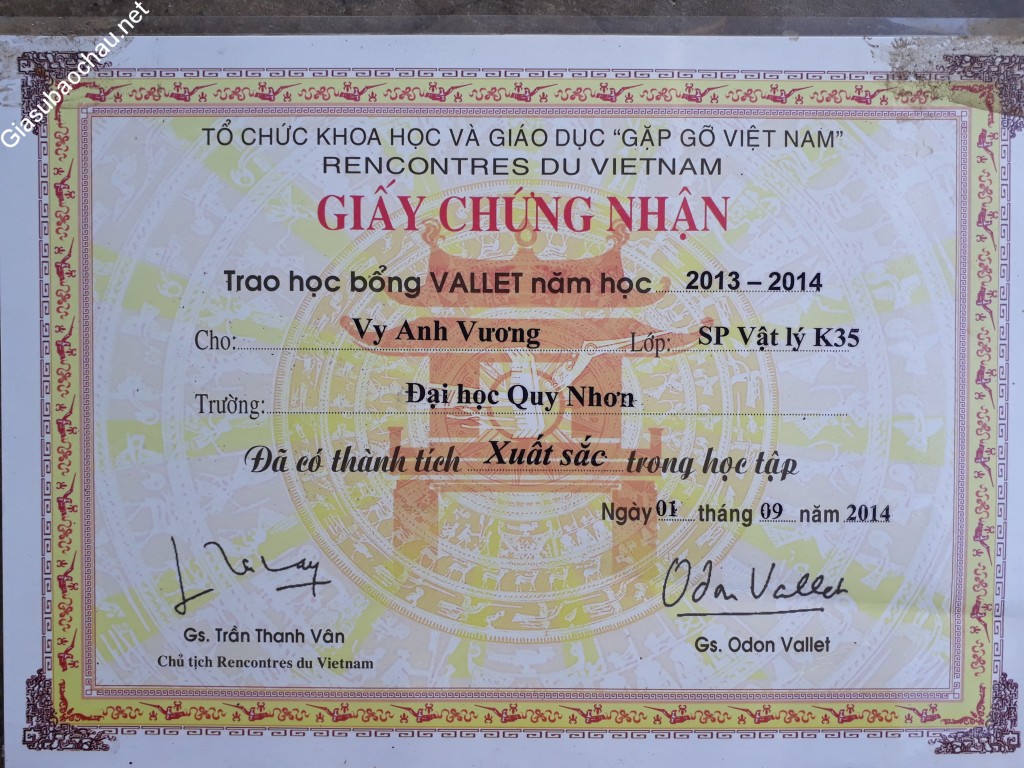 Giasubaochau.net
TỔ CHỨC KHOA HỌC VÀ GIÁO DỤC “GẶP GỠ VIỆT NAM”
RENCONTRES DU VIETNAM
GIẤY CHỨNG NHẬN
Trao học bổng VALLET năm học 2013 – 2014
Cho: Vy Anh Vương Lớp: SP Vật lý K35
Trường: Đại học Quy Nhơn
Đã có thành tích Xuất sắc trong học tập
Ngày 01 tháng 09 năm 2014
Odon Vallet
Gs. Trần Thanh Vân
Gs. Odon Vallet
Chủ tịch Rencontres du Vietnam